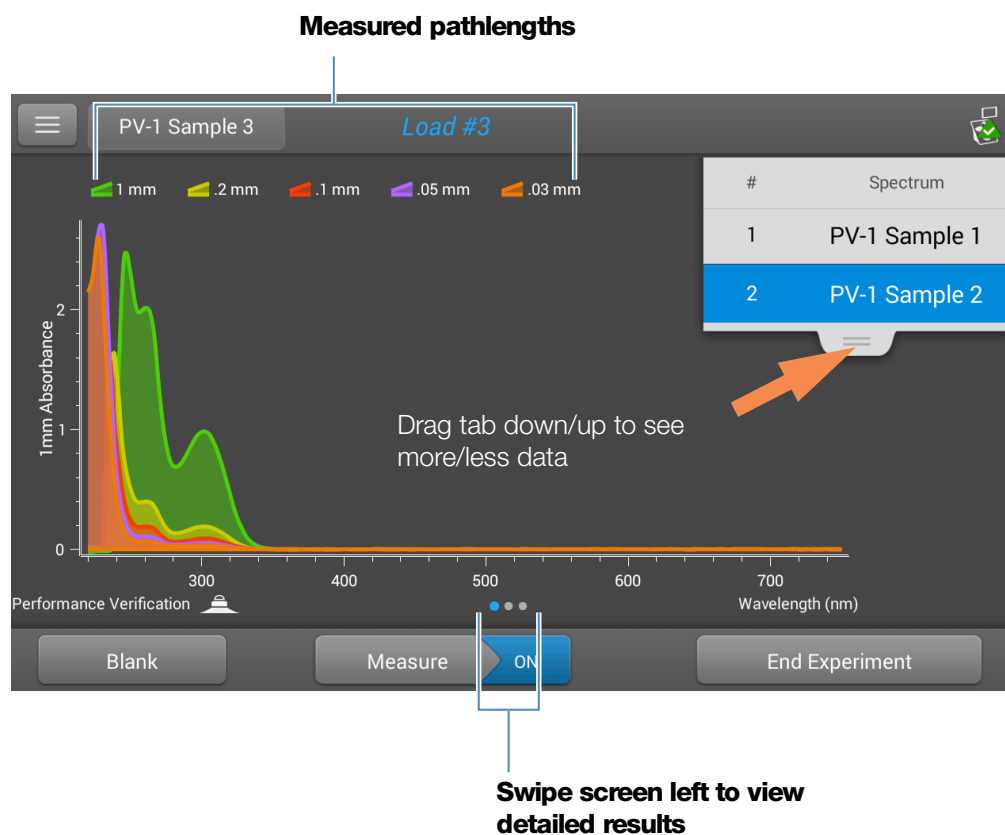 Measured pathlengths
PV-1 Sample 3
Load #3
1 mm
.2 mm
.1 mm
.05 mm
.03 mm
# Spectrum
1 PV-1 Sample 1
2 PV-1 Sample 2
Drag tab down/up to see
more/less data
1mm Absorbance
2
1
0
300 400 500 600 700
Performance Verification
Wavelength (nm)
Blank
Measure
ON
End Experiment
Swipe screen left to view
detailed results